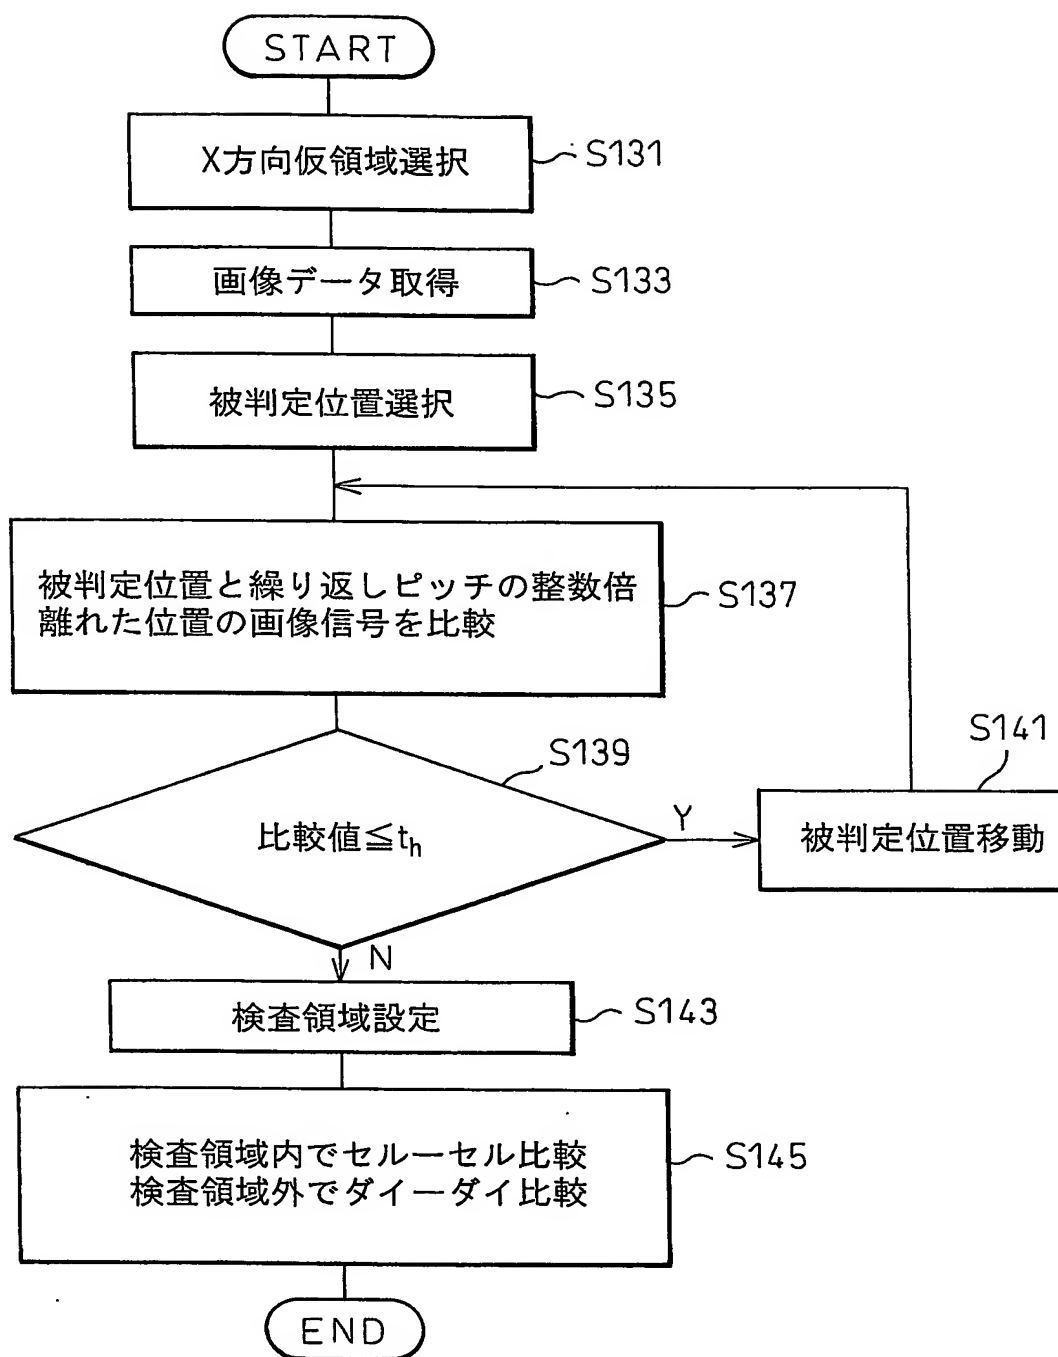 START
X方向仮領域選択
S131
画像データ取得
S133
被判定位置選択
S135
被判定位置と繰り返しピッチの整数倍
離れた位置の画像信号を比較
S137
S139
比較値≦th
Y
S141
被判定位置移動
N
検査領域設定
S143
検査領域内でセルーセル比較
検査領域外でダイーダイ比較
S145
END